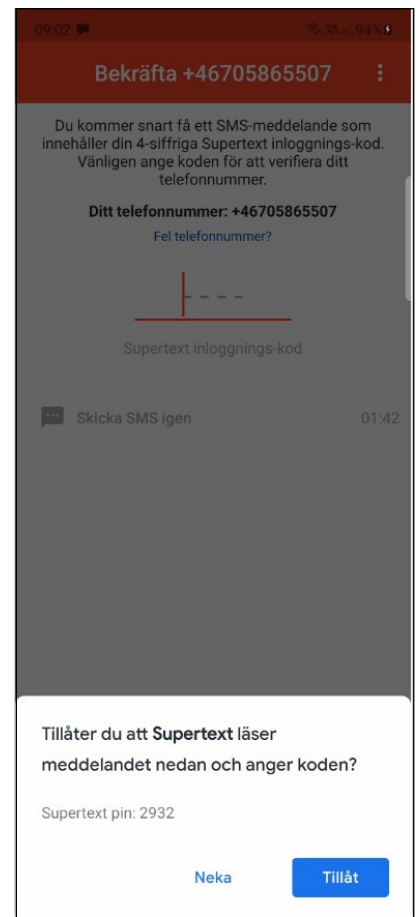 09:02 94%
Bekräfta +46705865507
Du kommer snart få ett SMS-meddelande som
innehåller din 4-siffriga Supertext inloggnings-kod.
Vänligen ange koden för att verifiera ditt
telefonnummer.
Ditt telefonnummer: +46705865507
Fel telefonnummer?
- - - -
Supertext inloggnings-kod
Skicka SMS igen 01:42
Tillåter du att Supertext läser
meddelandet nedan och anger koden?
Supertext pin: 2932
Neka Tillåt